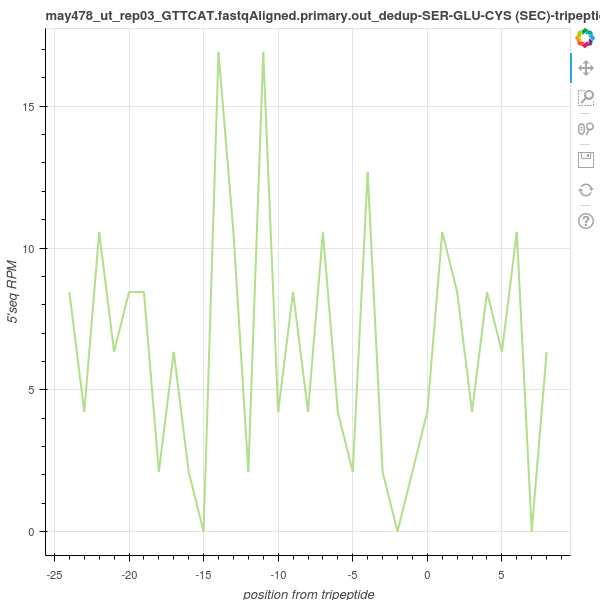 may478_ut_rep03_GTTCAT.fastqAligned.primary.out_dedup-SER-GLU-CYS (SEC)-tripeptic
15
10
5
0
5'seq RPM
-25 -20 -15 -10 -5 0 5
position from tripeptide